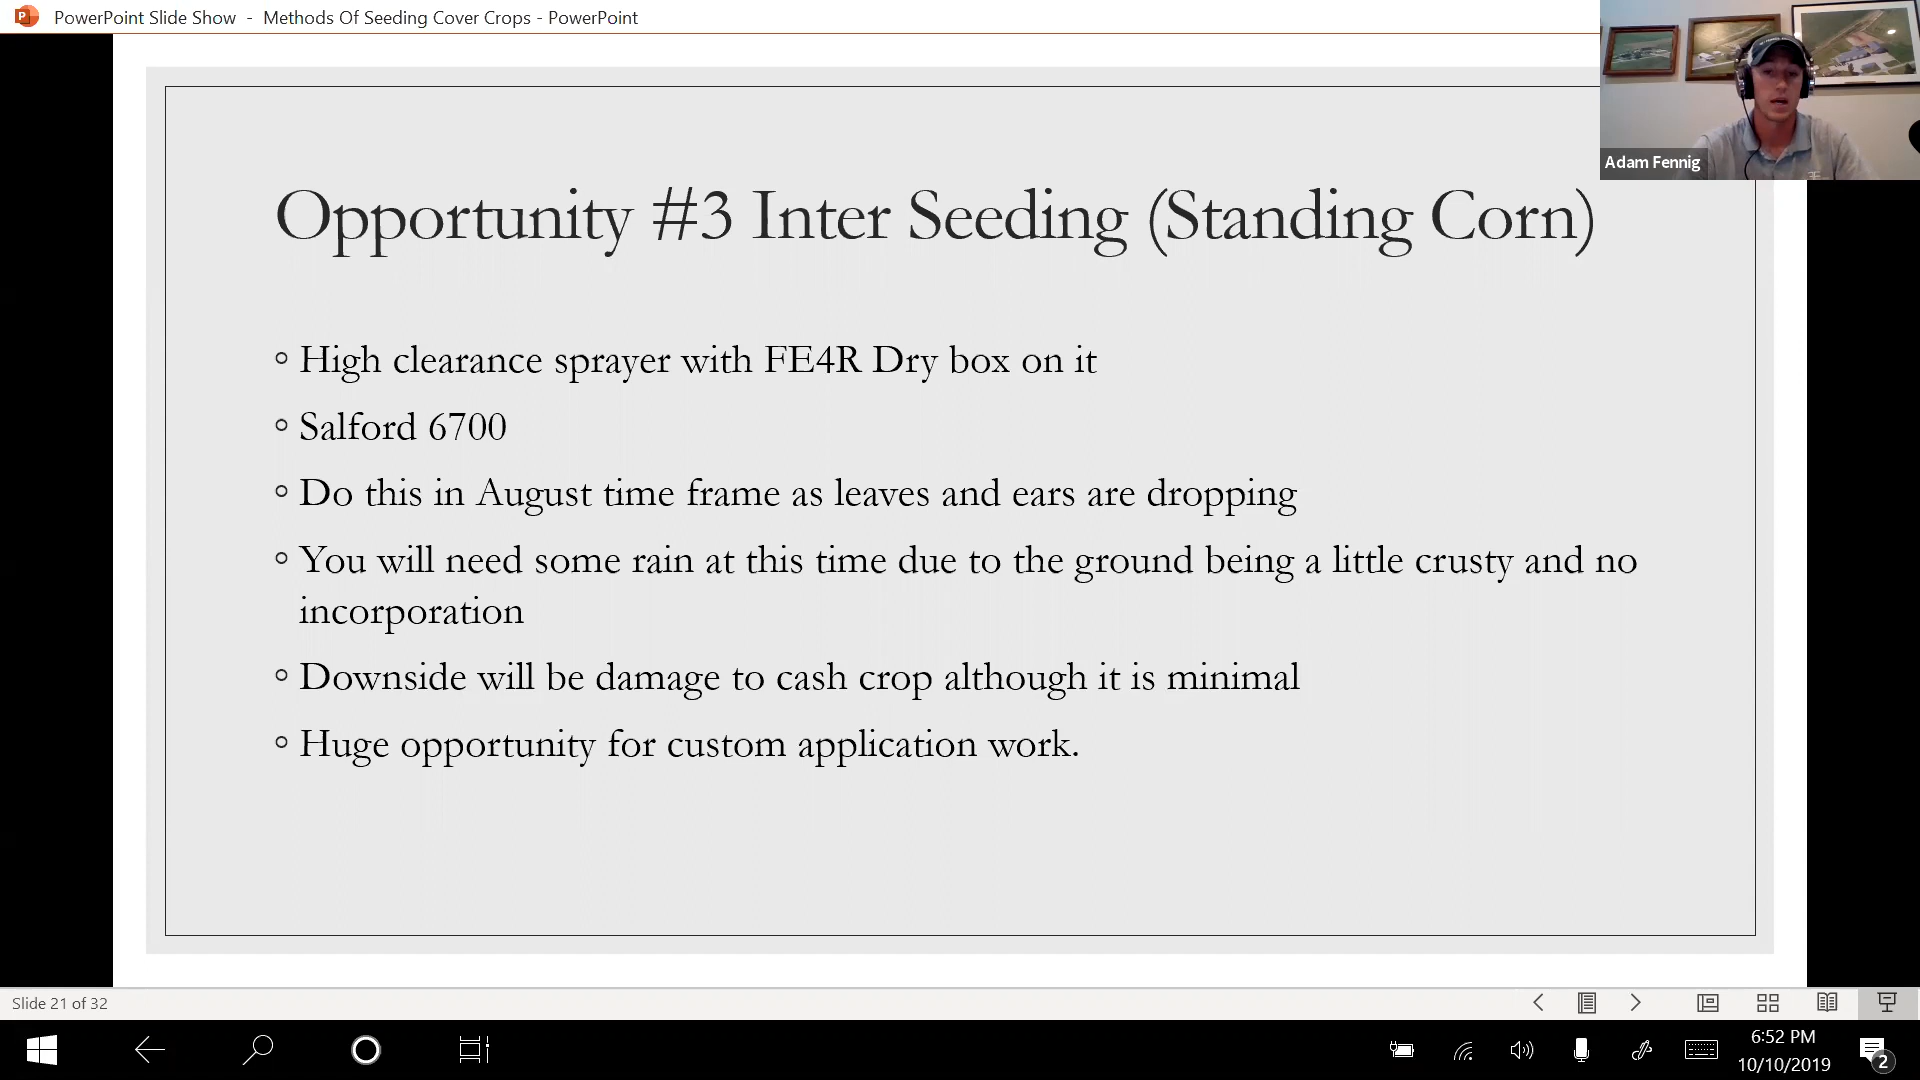 PowerPoint Slide Show - Methods Of Seeding Cover Crops - PowerPoint
Adam Fennig
Opportunity #3 Inter Seeding (Standing Corn)
High clearance sprayer with FE4R Dry box on it
Salford 6700
Do this in August time frame as leaves and ears are dropping
You will need some rain at this time due to the ground being a little crusty and no
incorporation
Downside will be damage to cash crop although it is minimal
Huge opportunity for custom application work.
Slide 21 of 32
6:52 PM
10/10/2019
2